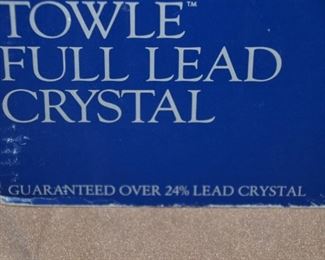 TOWLE™
FULL LEAD
CRYSTAL
GUARANTEED OVER 24% LEAD CRYSTAL